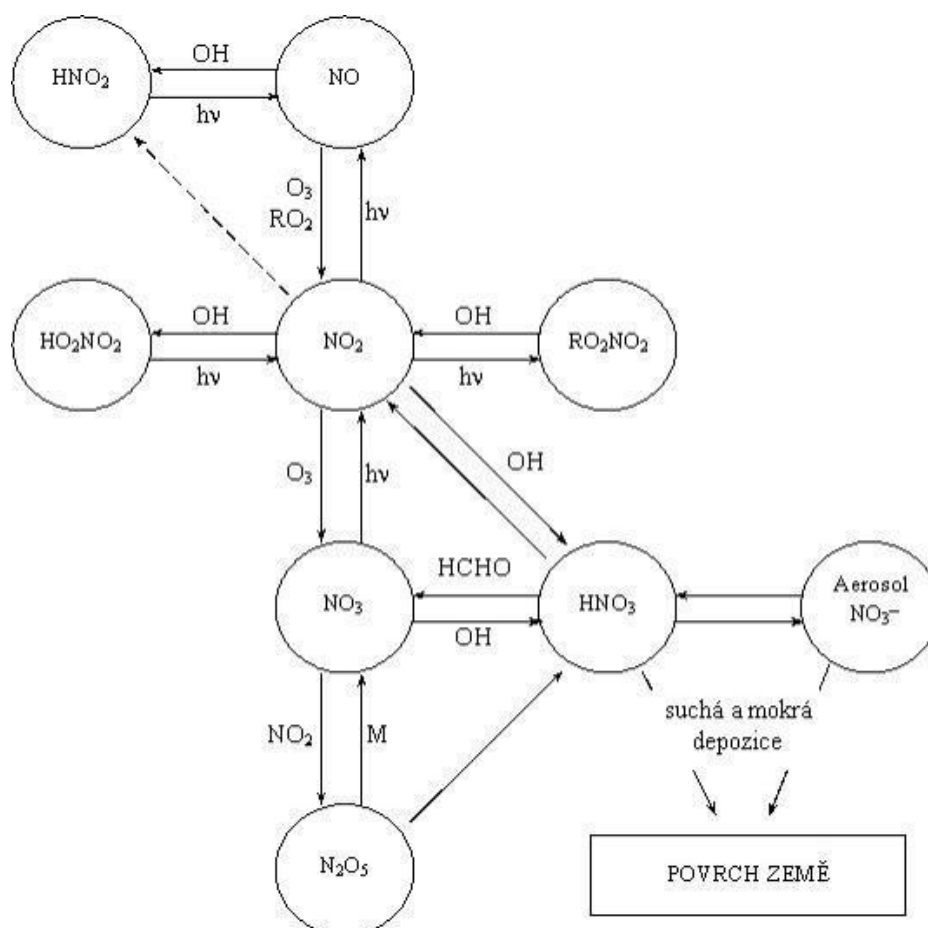 OH
HNO₂
NO
hν
O₃
RO₂
hν
OH
OH
HO₂NO₂
NO₂
RO₂NO₂
hν
hν
O₃
hν
OH
HCHO
NO₃
HNO₃
Aerosol
NO₃⁻
OH
NO₂
M
suchá a mokrá
depozice
N₂O₅
POVRCH ZEMĚ